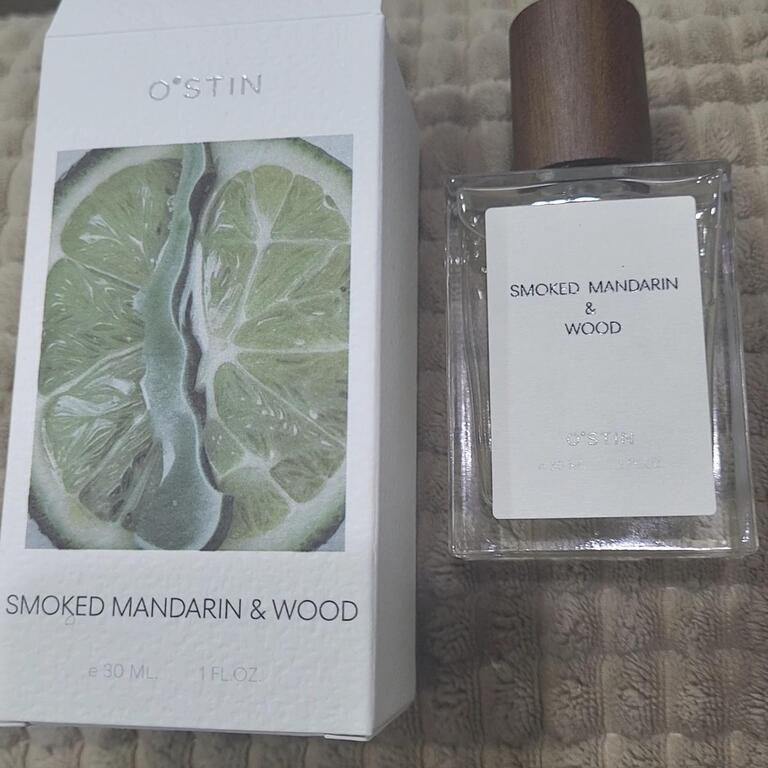 O°STIN
SMOKED MANDARIN & WOOD
e 30 ML. 1 FL.OZ.
SMOKED MANDARIN
&
WOOD
O°STIN